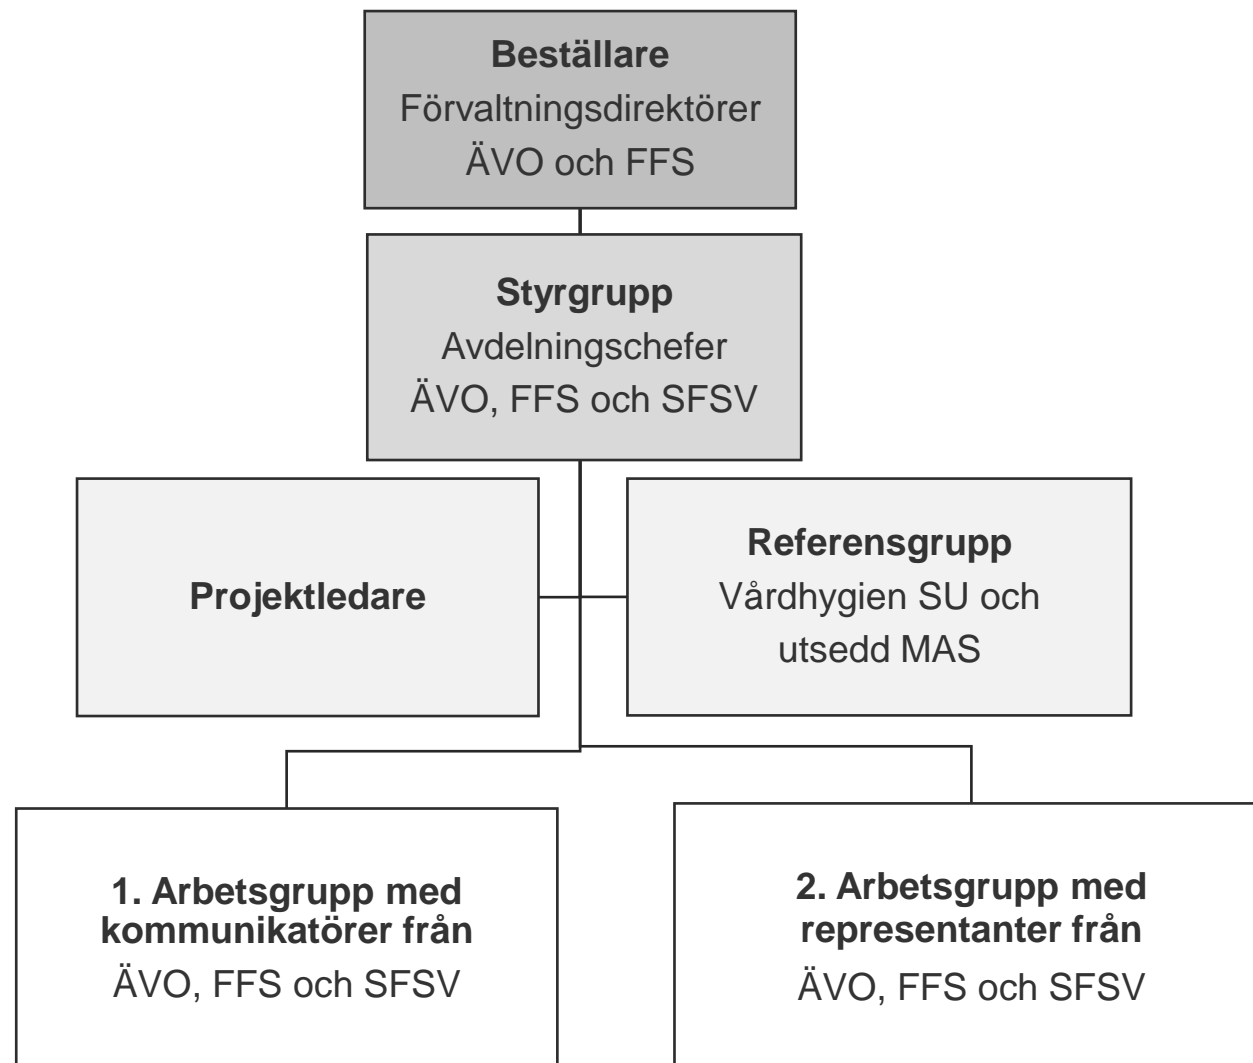 Beställare
Förvaltningsdirektörer
ÄVO och FFS
Styrgrupp
Avdelningschefer
ÄVO, FFS och SFSV
Projektledare
Referensgrupp
Vårdhygien SU och
utsedd MAS
1. Arbetsgrupp med
kommunikatörer från
ÄVO, FFS och SFSV
2. Arbetsgrupp med
representanter från
ÄVO, FFS och SFSV